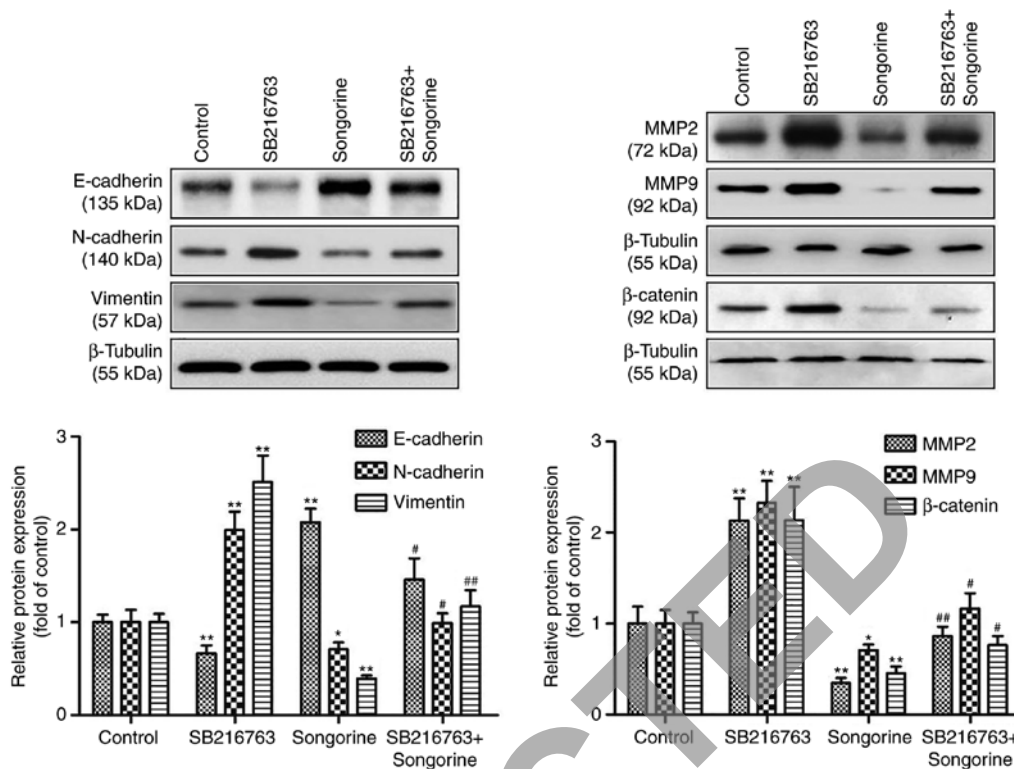 Control
SB216763
Songorine
SB216763+
Songorine
E-cadherin
(135 kDa)
N-cadherin
(140 kDa)
Vimentin
(57 kDa)
β-Tubulin
(55 kDa)
Control
SB216763
Songorine
SB216763+
Songorine
MMP2
(72 kDa)
MMP9
(92 kDa)
β-Tubulin
(55 kDa)
β-catenin
(92 kDa)
β-Tubulin
(55 kDa)
Relative protein expression
(fold of control)
3
2
1
0
E-cadherin
N-cadherin
Vimentin
** ** **
** * **
# # ##
Control SB216763 Songorine SB216763+
Songorine
Relative protein expression
(fold of control)
3
2
1
0
MMP2
MMP9
β-catenin
** ** **
** * **
## # #
Control SB216763 Songorine SB216763+
Songorine
CTED